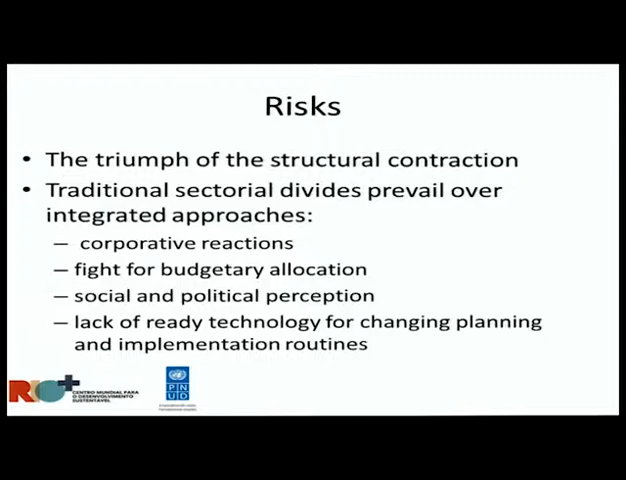 Risks
• The triumph of the structural contraction
• Traditional sectorial divides prevail over
integrated approaches:
– corporative reactions
– fight for budgetary allocation
– social and political perception
– lack of ready technology for changing planning
and implementation routines
RIO+
CENTRO MUNDIAL PARA
O DESENVOLVIMENTO
SUSTENTÁVEL
P N
U D